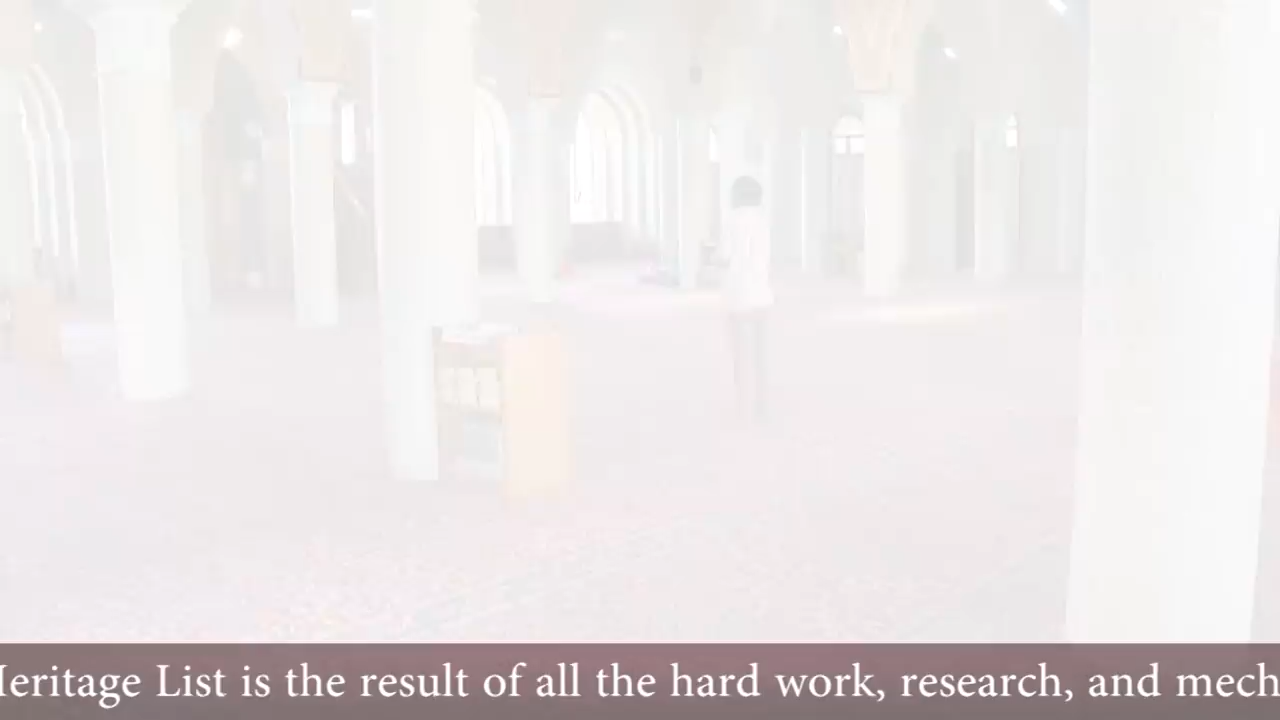 Heritage List is the result of all the hard work, research, and mech